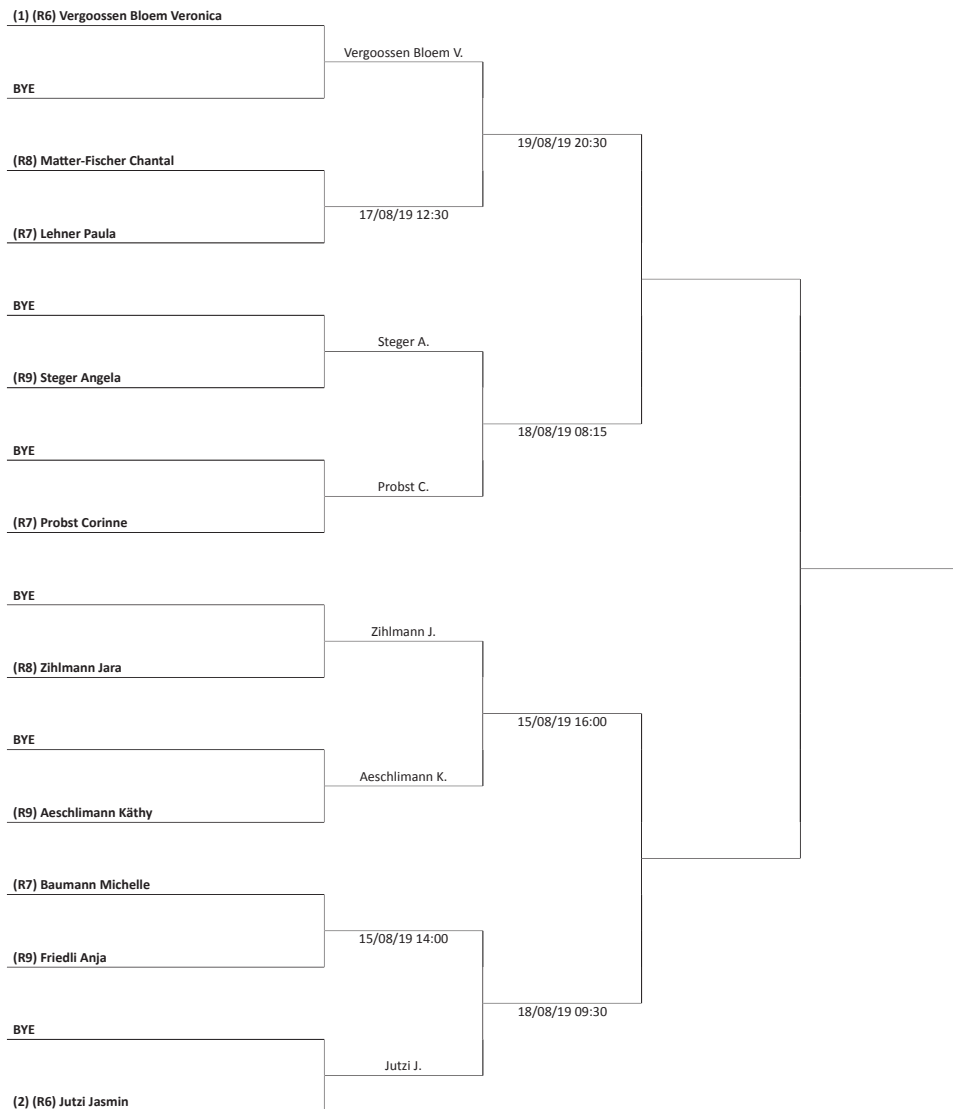 (1) (R6) Vergoossen Bloem Veronica
Vergoossen Bloem V.
BYE
19/08/19 20:30
(R8) Matter-Fischer Chantal
17/08/19 12:30
(R7) Lehner Paula
BYE
Steger A.
(R9) Steger Angela
18/08/19 08:15
BYE
Probst C.
(R7) Probst Corinne
BYE
Zihlmann J.
(R8) Zihlmann Jara
15/08/19 16:00
BYE
Aeschlimann K.
(R9) Aeschlimann Käthy
(R7) Baumann Michelle
15/08/19 14:00
(R9) Friedli Anja
18/08/19 09:30
BYE
Jutzi J.
(2) (R6) Jutzi Jasmin